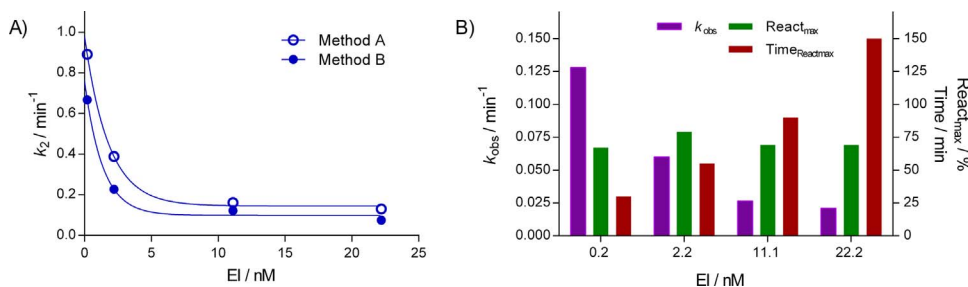 A)
k2 / min-1
1.0
0.8
0.6
0.4
0.2
0.0
0 5 10 15 20 25
EI / nM
Method A
Method B
B)
kobs / min-1
0.150
0.125
0.100
0.075
0.050
0.025
0.000
kobs
Reactmax
TimeReactmax
0.2 2.2 11.1 22.2
EI / nM
150
125
100
75
50
25
0
Reactmax / %
Time / min